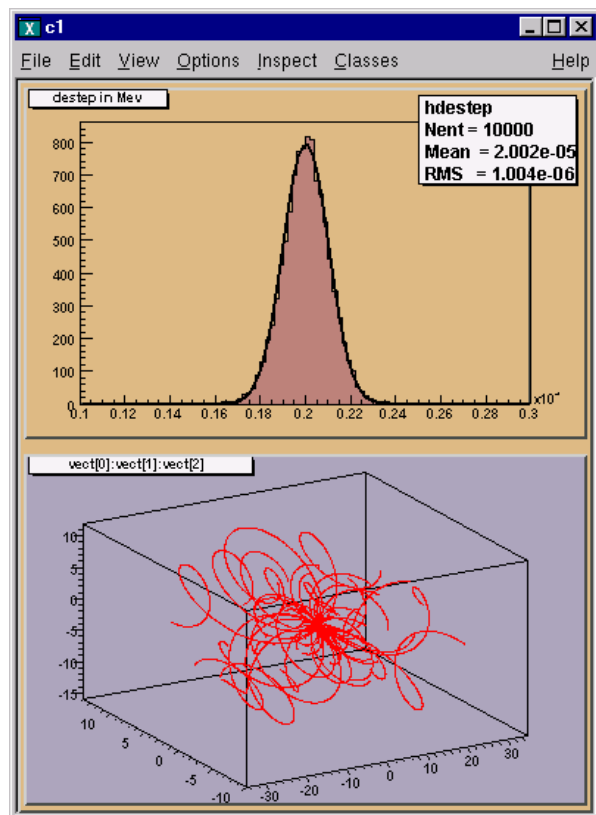 X c1
File Edit View Options Inspect Classes Help
destep in Mev
hdestep
Nent = 10000
Mean = 2.002e-05
RMS = 1.004e-06
800
700
600
500
400
300
200
100
0
0.1 0.12 0.14 0.16 0.18 0.2 0.22 0.24 0.26 0.28 0.3
x10⁻⁴
vect[0]:vect[1]:vect[2]
10
5
0
-5
-10
-15
10
5
0
-5
-10
-30 -20 -10 0 10 20 30